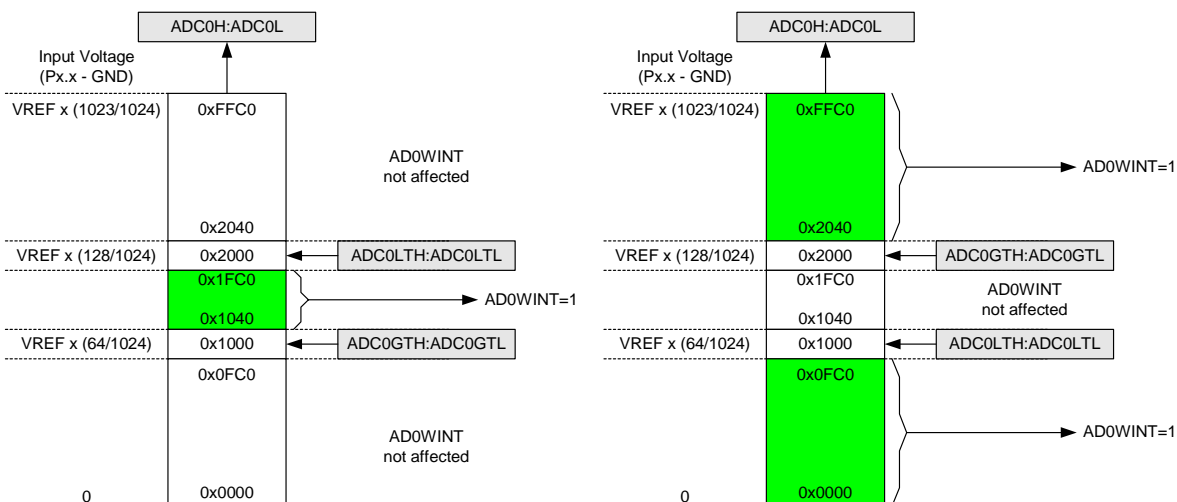 ADC0H:ADC0L
Input Voltage
(Px.x - GND)
VREF x (1023/1024)
0xFFC0
AD0WINT
not affected
0x2040
VREF x (128/1024)
0x2000
ADC0LTH:ADC0LTL
0x1FC0
AD0WINT=1
0x1040
VREF x (64/1024)
0x1000
ADC0GTH:ADC0GTL
0x0FC0
AD0WINT
not affected
0
0x0000
ADC0H:ADC0L
Input Voltage
(Px.x - GND)
VREF x (1023/1024)
0xFFC0
AD0WINT=1
0x2040
VREF x (128/1024)
0x2000
ADC0GTH:ADC0GTL
0x1FC0
AD0WINT
not affected
0x1040
VREF x (64/1024)
0x1000
ADC0LTH:ADC0LTL
0x0FC0
AD0WINT=1
0
0x0000